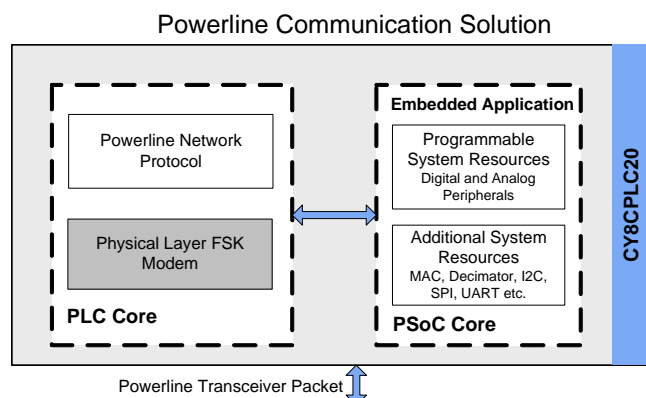 Powerline Communication Solution
Embedded Application
Powerline Network
Protocol
Programmable
System Resources
Digital and Analog
Peripherals
Physical Layer FSK
Modem
Additional System
Resources
MAC, Decimator, I2C,
SPI, UART etc.
PLC Core
PSoC Core
CY8CPLC20
Powerline Transceiver Packet